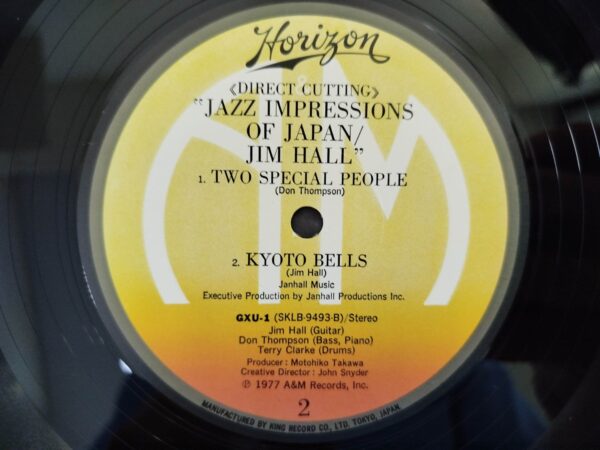 Horizon
《DIRECT CUTTING》
"JAZZ IMPRESSIONS
OF JAPAN/
JIM HALL"
1. TWO SPECIAL PEOPLE
(Don Thompson)
2. KYOTO BELLS
(Jim Hall)
Janhall Music
Executive Production by Janhall Productions Inc.
GXU-1 (SKLB-9493-B)/Stereo
Jim Hall (Guitar)
Don Thompson (Bass, Piano)
Terry Clarke (Drums)
Producer : Motohiko Takawa
Creative Director : John Snyder
℗ 1977 A&M Records, Inc.
2
MANUFACTURED BY KING RECORD CO., LTD. TOKYO, JAPAN
AM